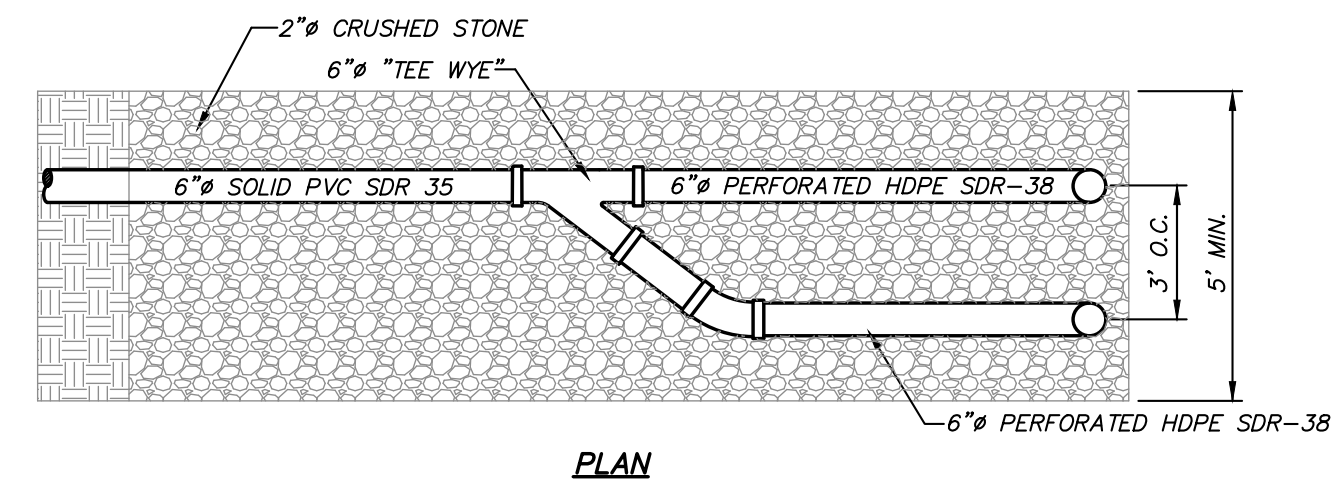 2"ø CRUSHED STONE
6"ø "TEE WYE"
6"ø SOLID PVC SDR 35
6"ø PERFORATED HDPE SDR-38
3' O.C.
5' MIN.
6"ø PERFORATED HDPE SDR-38
PLAN